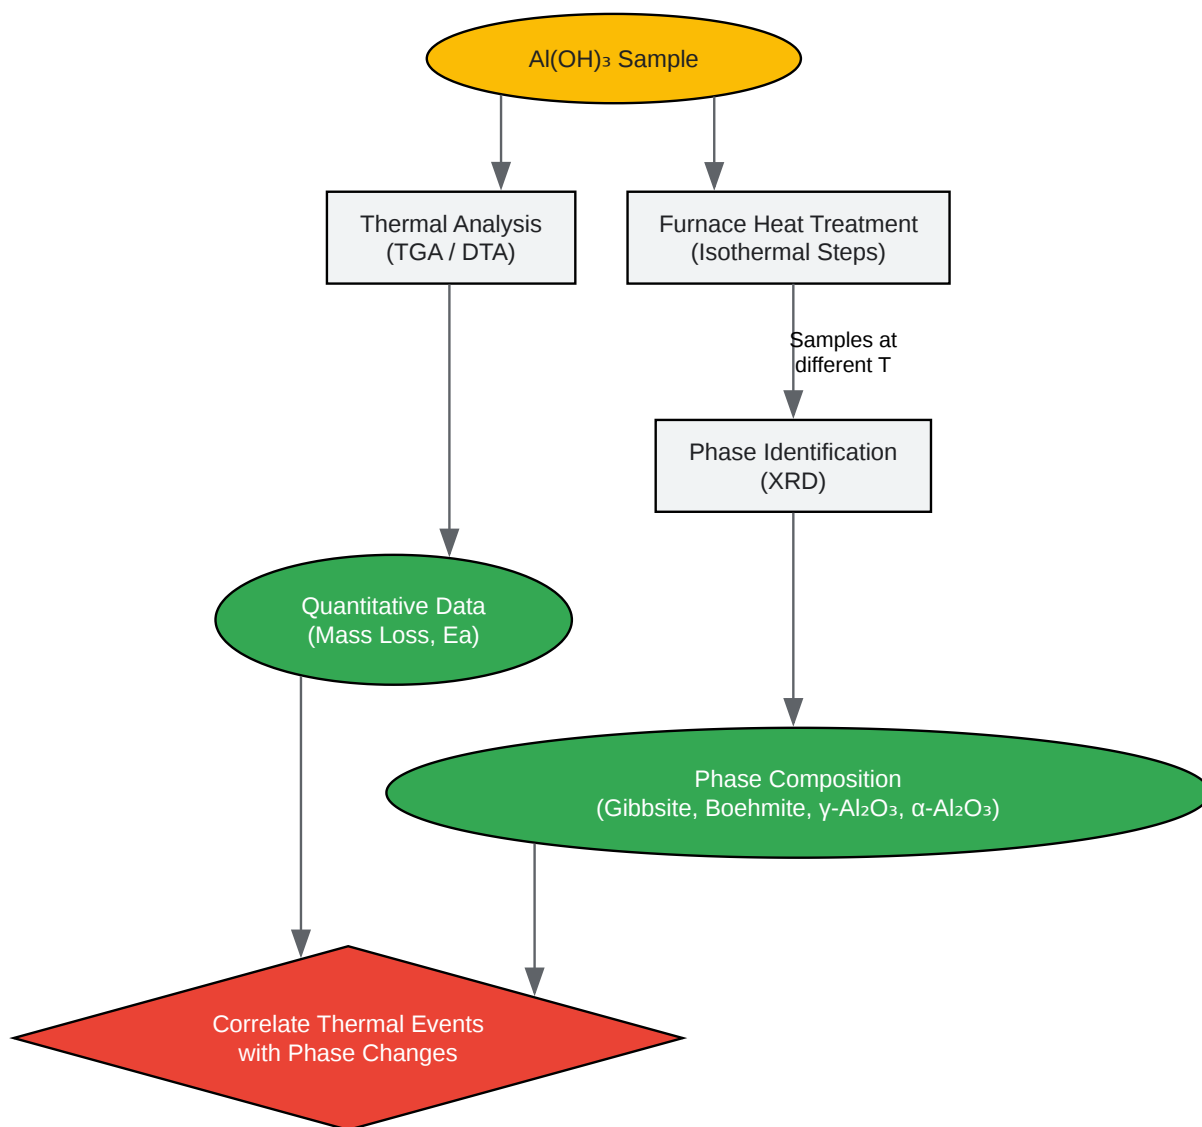 Al(OH)₃ Sample
Thermal Analysis
(TGA / DTA)
Furnace Heat Treatment
(Isothermal Steps)
Samples at
different T
Phase Identification
(XRD)
Quantitative Data
(Mass Loss, Ea)
Phase Composition
(Gibbsite, Boehmite, γ-Al₂O₃, α-Al₂O₃)
Correlate Thermal Events
with Phase Changes